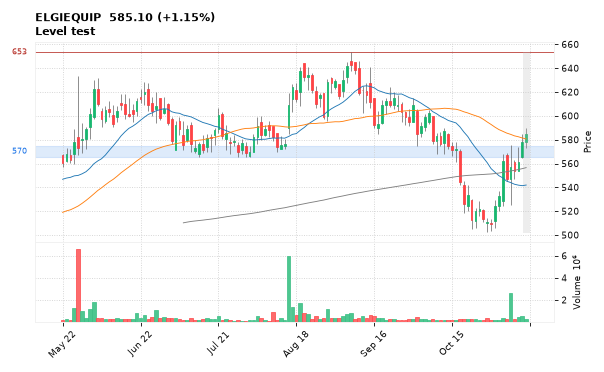 ELGIEQUIP 585.10 (+1.15%)
Level test
653
570
660
640
620
600
580
560
540
520
500
Price
6
4
2
Volume 10⁶
May 22
Jun 22
Jul 21
Aug 18
Sep 16
Oct 15